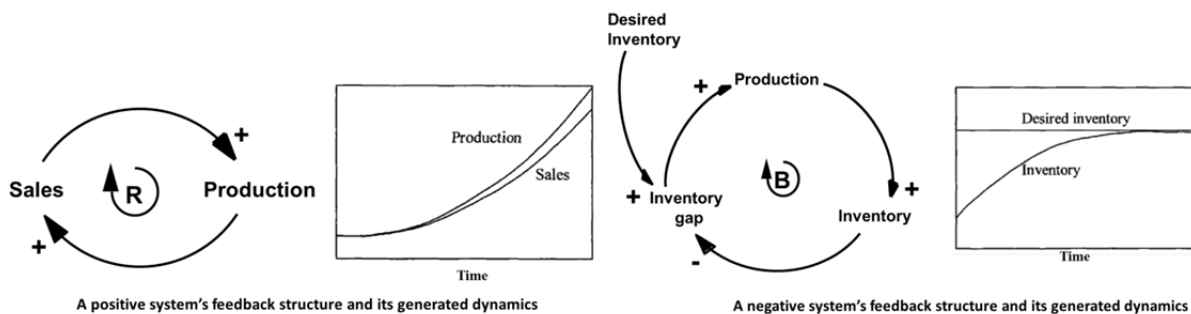 Sales
+
R
Production
+
Production
Sales
Time
A positive system's feedback structure and its generated dynamics
Desired
Inventory
+
Production
+
Inventory
gap
B
+
Inventory
-
Desired inventory
Inventory
Time
A negative system's feedback structure and its generated dynamics